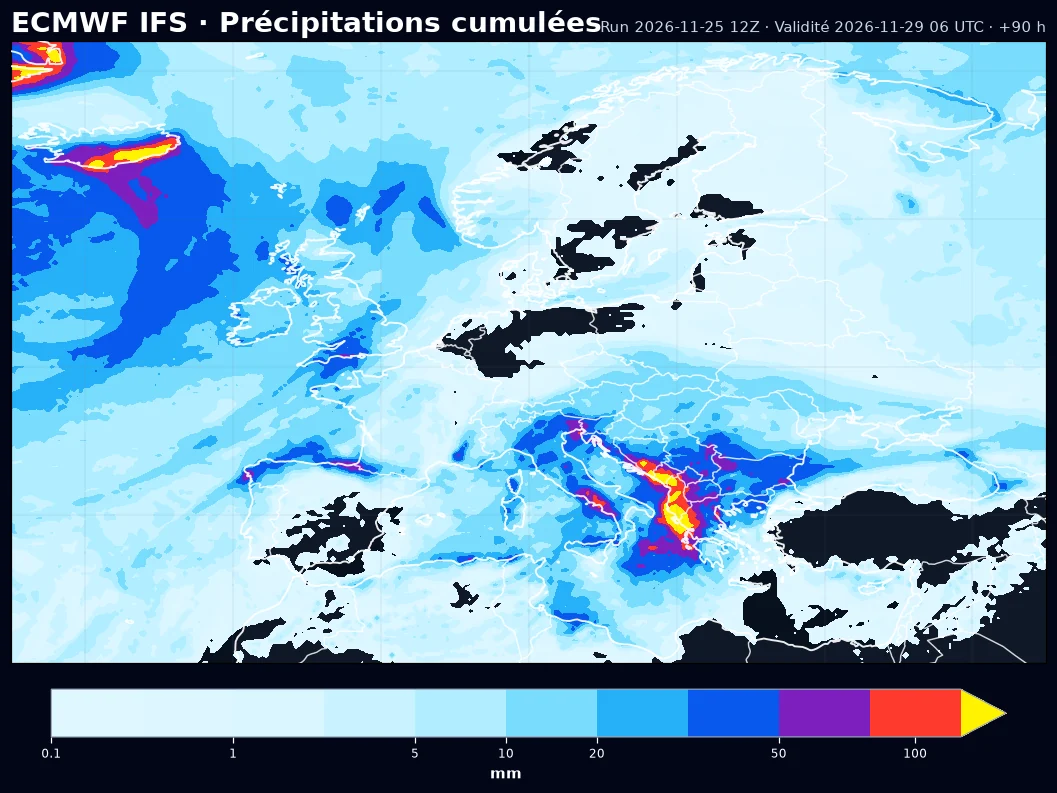 ECMWF IFS · Précipitations cumulées
Run 2026-11-25 12Z · Validité 2026-11-29 06 UTC · +90 h
0.1 1 5 10 20 50 100
mm